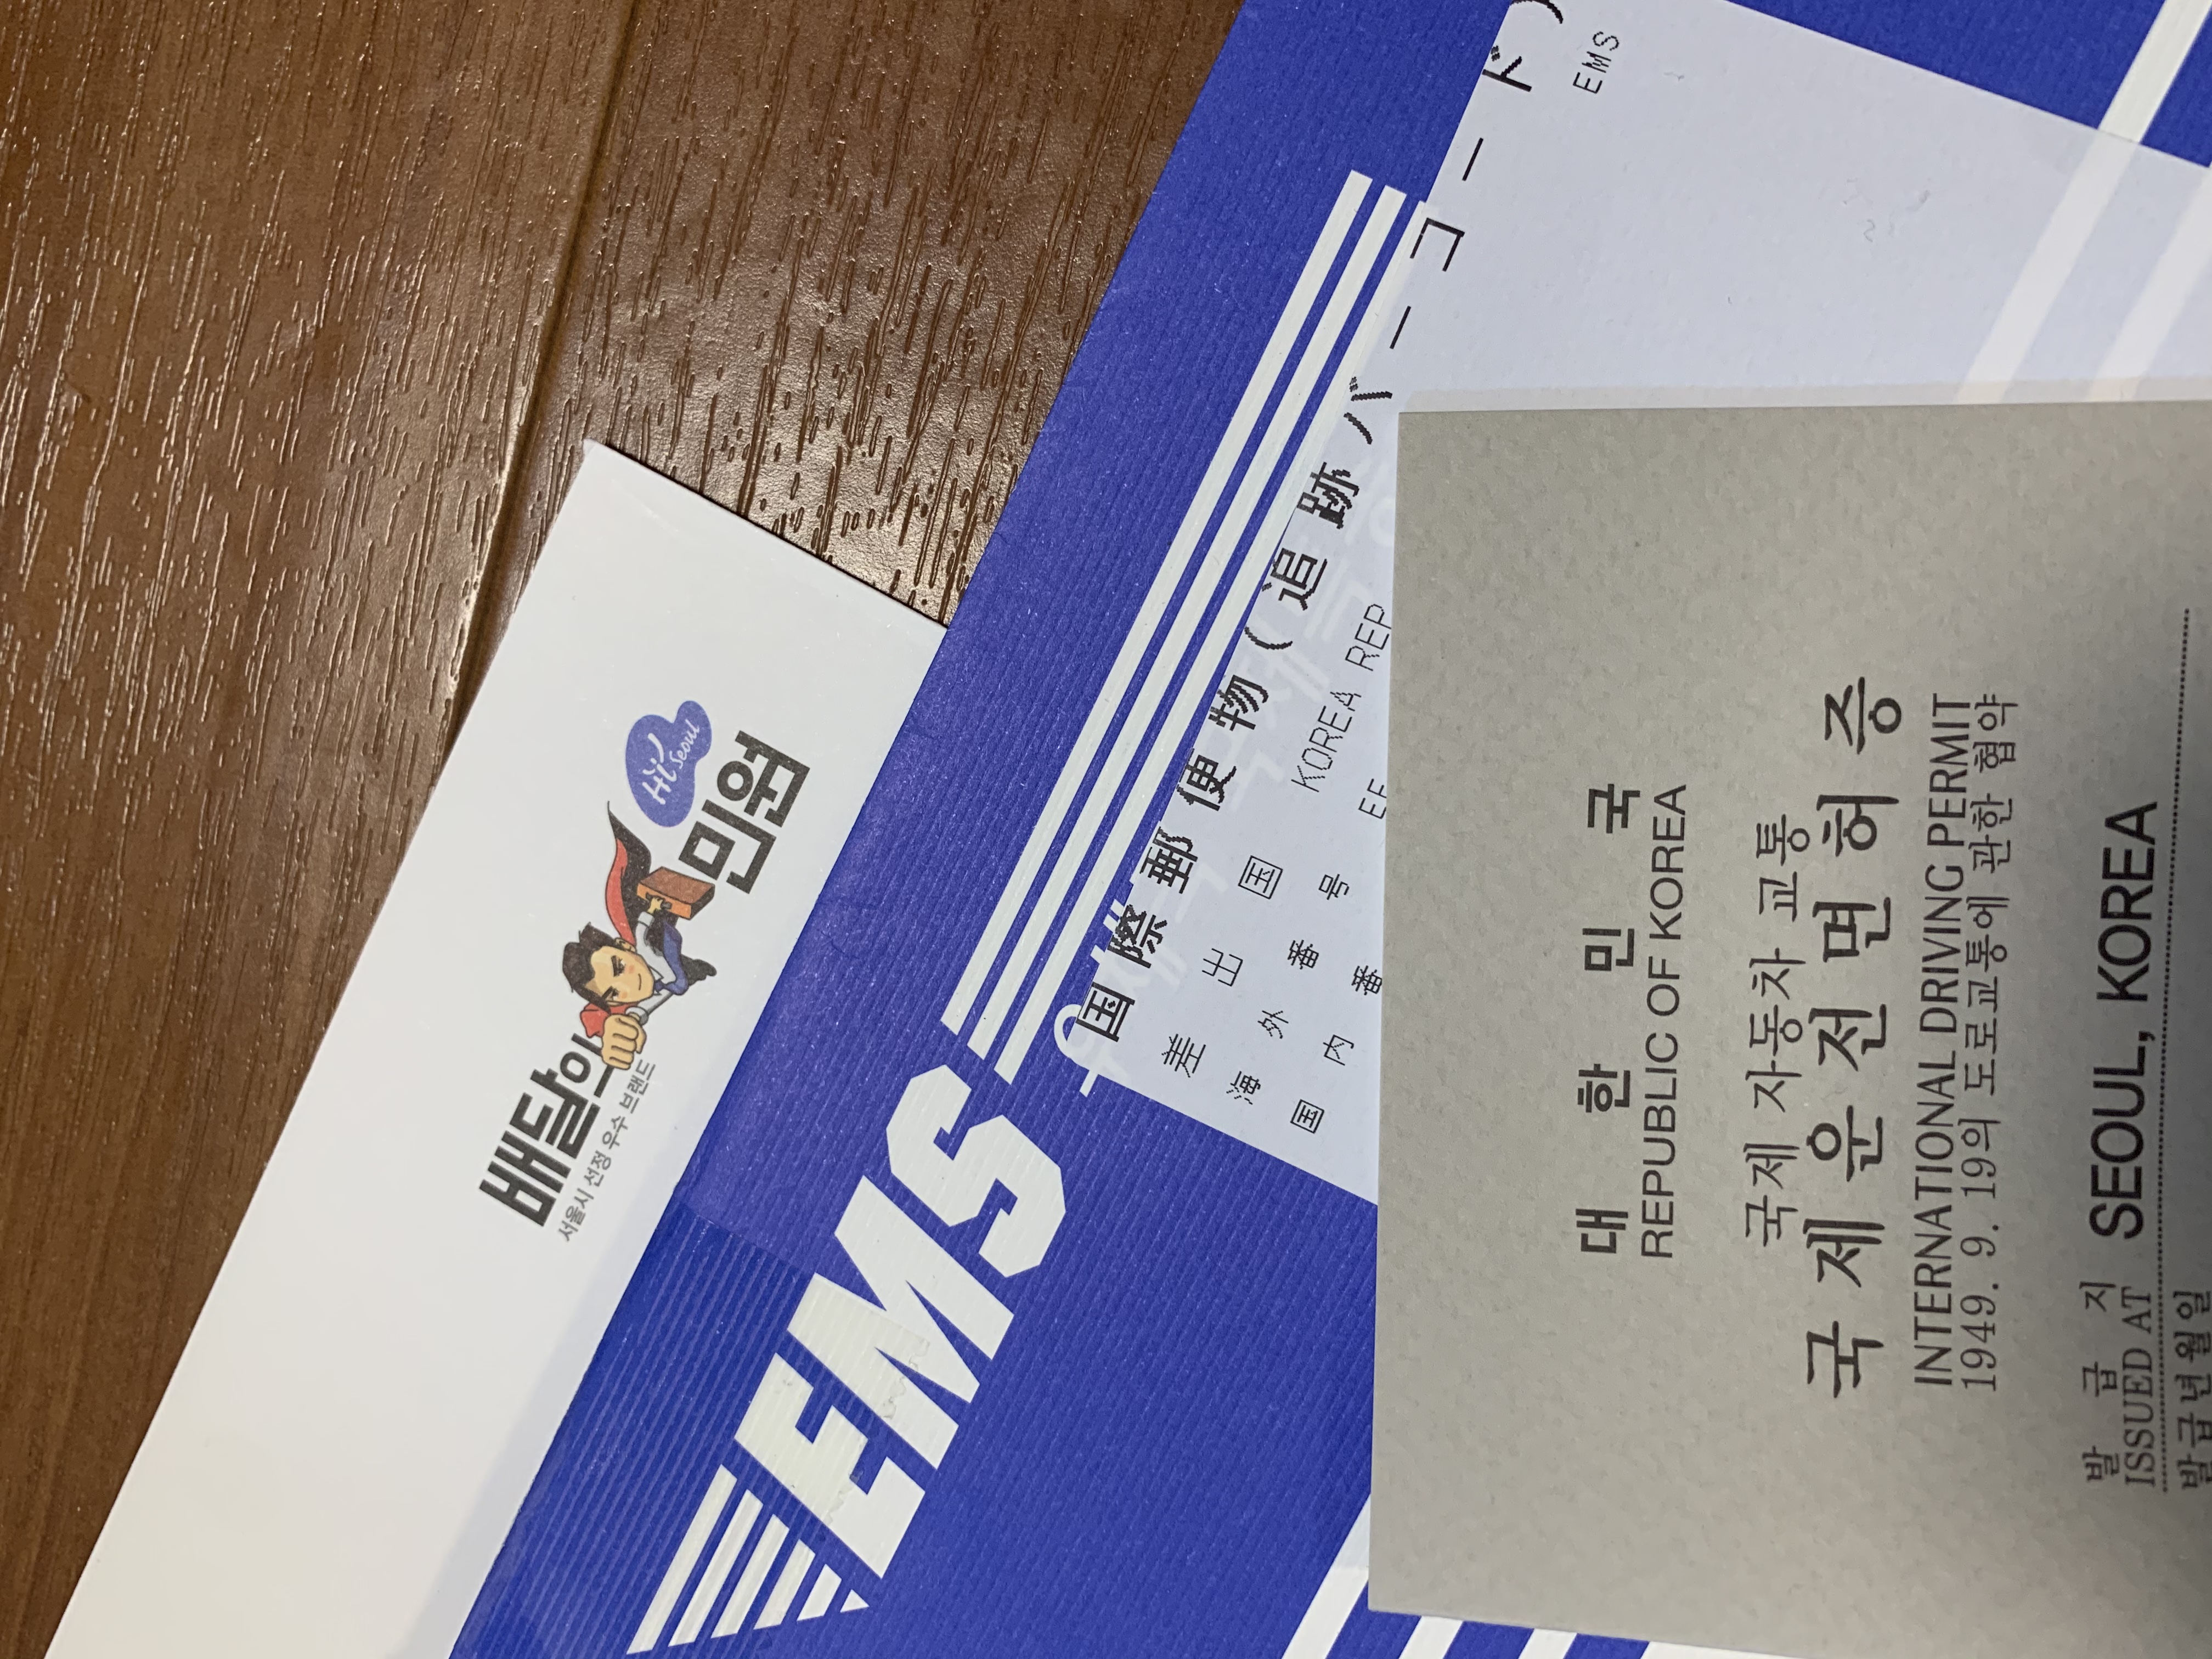 배달의민원
Hi Seoul
서울시 선정 우수 브랜드
EMS
国際郵便物(追跡バーコード)
EMS
差出国 KOREA REP
海外番号 EE
国内番
대한민국
REPUBLIC OF KOREA
국제 자동차 교통
국제운전면허증
INTERNATIONAL DRIVING PERMIT
1949. 9. 19의 도로교통에 관한 협약
발급지
ISSUED AT SEOUL, KOREA
발급년월일